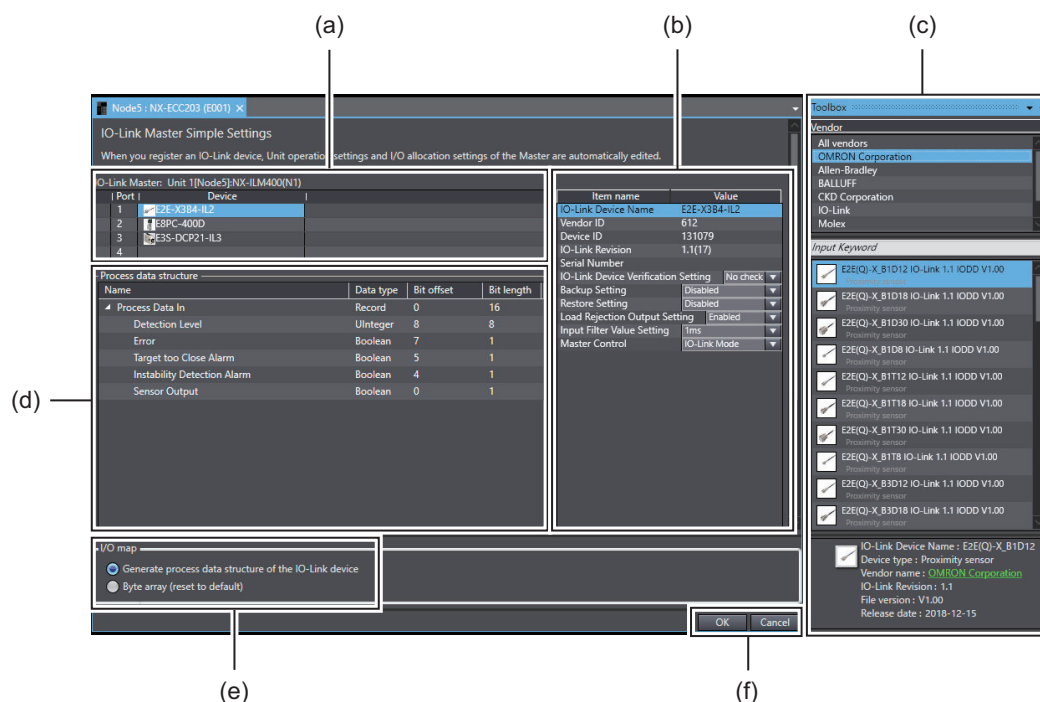 (a)
(b)
(c)
Node5 : NX-ECC203 (E001) ×
IO-Link Master Simple Settings
When you register an IO-Link device, Unit operation settings and I/O allocation settings of the Master are automatically edited.
IO-Link Master: Unit 1[Node5]:NX-ILM400(N1)
Port Device
1 E2E-X3B4-IL2
2 E8PC-400D
3 E3S-DCP21-IL3
4
Item name Value
IO-Link Device Name E2E-X3B4-IL2
Vendor ID 612
Device ID 131079
IO-Link Revision 1.1(17)
Serial Number
IO-Link Device Verification Setting No check
Backup Setting Disabled
Restore Setting Disabled
Load Rejection Output Setting Enabled
Input Filter Value Setting 1ms
Master Control IO-Link Mode
Toolbox
Vendor
All vendors
OMRON Corporation
Allen-Bradley
BALLUFF
CKD Corporation
IO-Link
Molex
Input Keyword
E2E(Q)-X_B1D12 IO-Link 1.1 IODD V1.00
Proximity sensor
E2E(Q)-X_B1D18 IO-Link 1.1 IODD V1.00
Proximity sensor
E2E(Q)-X_B1D30 IO-Link 1.1 IODD V1.00
Proximity sensor
E2E(Q)-X_B1D8 IO-Link 1.1 IODD V1.00
Proximity sensor
E2E(Q)-X_B1T12 IO-Link 1.1 IODD V1.00
Proximity sensor
E2E(Q)-X_B1T18 IO-Link 1.1 IODD V1.00
Proximity sensor
E2E(Q)-X_B1T30 IO-Link 1.1 IODD V1.00
Proximity sensor
E2E(Q)-X_B1T8 IO-Link 1.1 IODD V1.00
Proximity sensor
E2E(Q)-X_B3D12 IO-Link 1.1 IODD V1.00
Proximity sensor
E2E(Q)-X_B3D18 IO-Link 1.1 IODD V1.00
Proximity sensor
IO-Link Device Name : E2E(Q)-X_B1D12
Device type : Proximity sensor
Vendor name : OMRON Corporation
IO-Link Revision : 1.1
File version : V1.00
Release date : 2018-12-15
Process data structure
Name Data type Bit offset Bit length
Process Data In Record 0 16
Detection Level UInteger 8 8
Error Boolean 7 1
Target too Close Alarm Boolean 5 1
Instability Detection Alarm Boolean 4 1
Sensor Output Boolean 0 1
(d)
I/O map
Generate process data structure of the IO-Link device
Byte array (reset to default)
OK Cancel
(e)
(f)